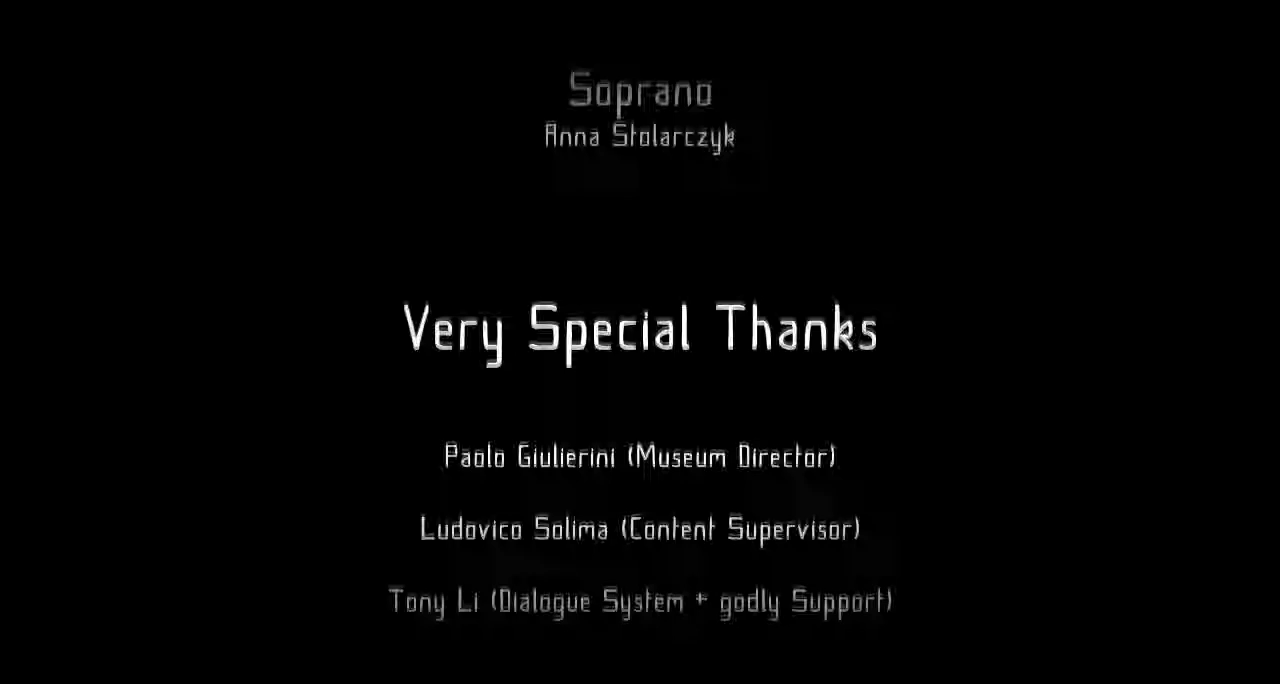 Soprano
Anna Stolarczyk
Very Special Thanks
Paolo Giulierini (Museum Director)
Ludovico Solima (Content Supervisor)
Tony Li (Dialogue System + godly Support)